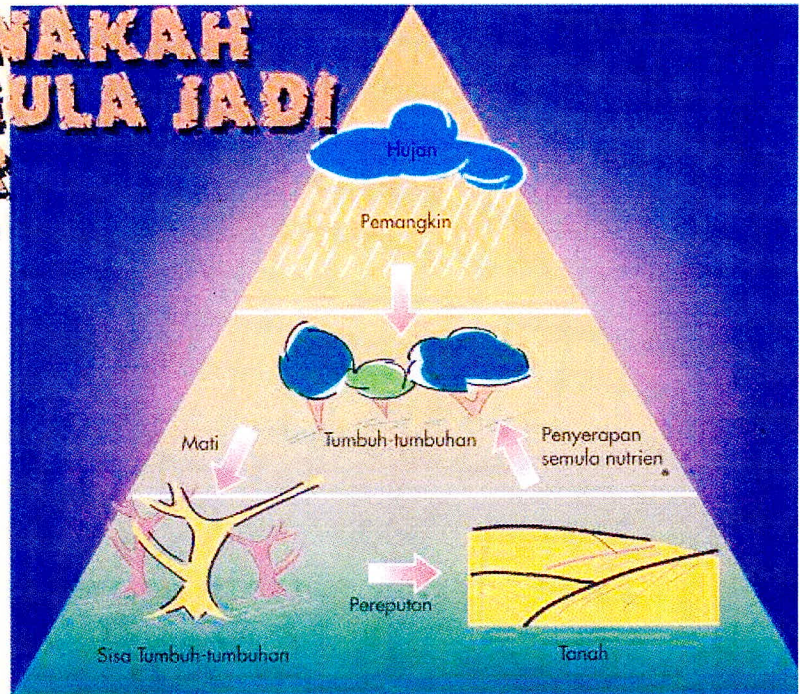 NAKAH
ULA JADI
Hujan
Pemangkin
Tumbuh-tumbuhan
Mati
Penyerapan
semula nutrien
Pereputan
Sisa Tumbuh-tumbuhan
Tanah